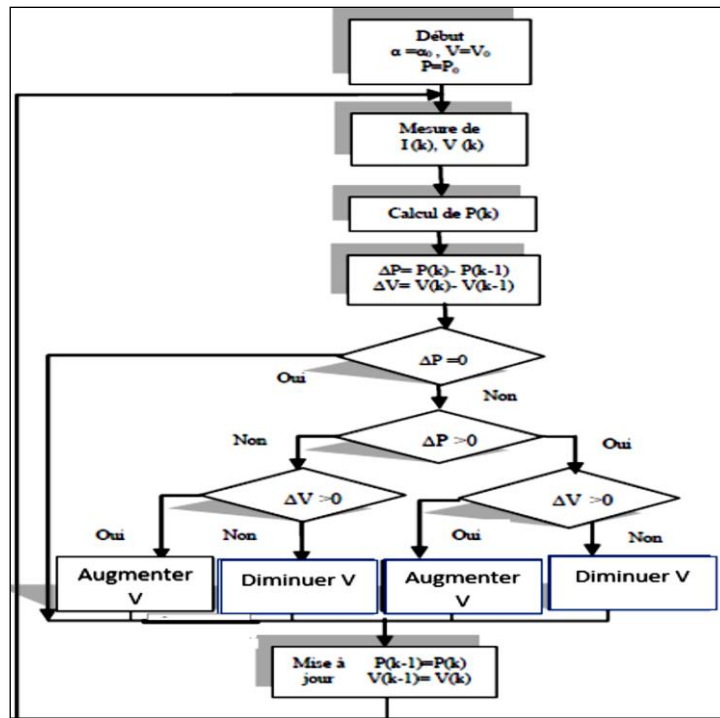 Début
α =α₀ , V=V₀
P=P₀
Mesure de
I (k), V (k)
Calcul de P(k)
ΔP= P(k)- P(k-1)
ΔV= V(k)- V(k-1)
ΔP =0
Oui
Non
ΔP >0
Non
Oui
ΔV >0
ΔV >0
Oui
Non
Oui
Non
Augmenter
V
Diminuer V
Augmenter
V
Diminuer V
Mise à P(k-1)=P(k)
jour V(k-1)= V(k)